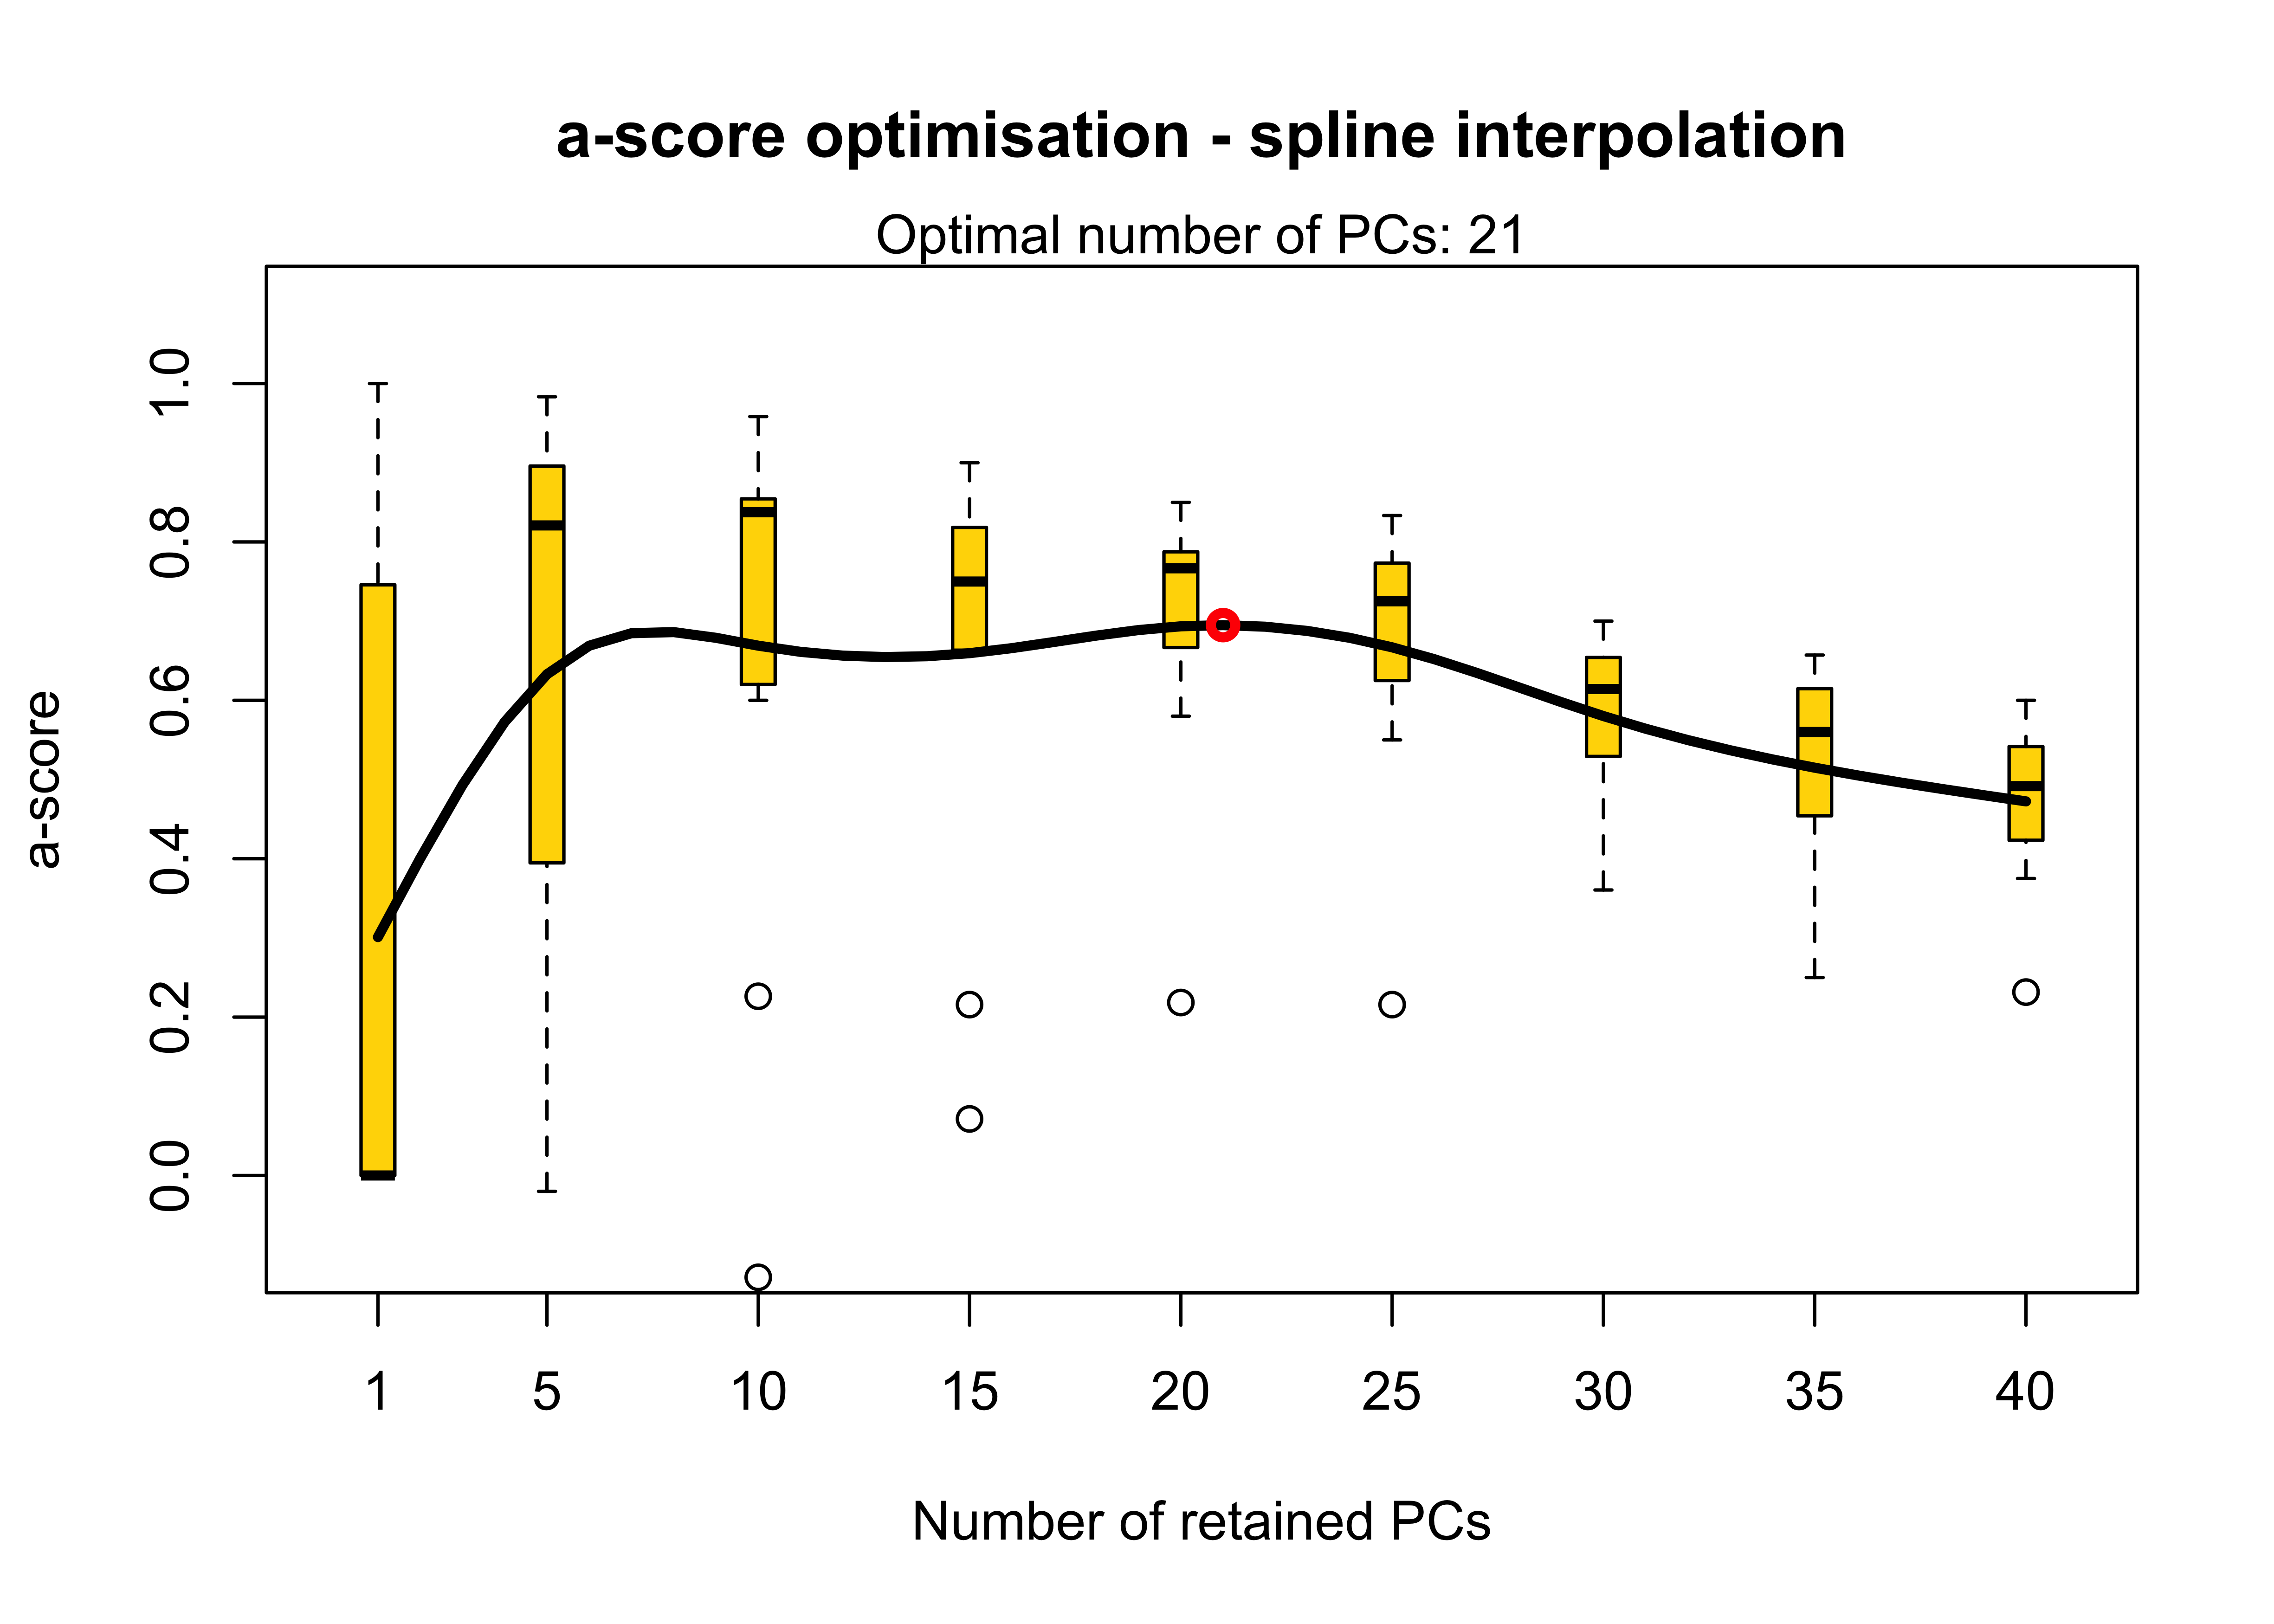 a-score optimisation - spline interpolation
Optimal number of PCs: 21
a-score
1.0
0.8
0.6
0.4
0.2
0.0
1 5 10 15 20 25 30 35 40
Number of retained PCs